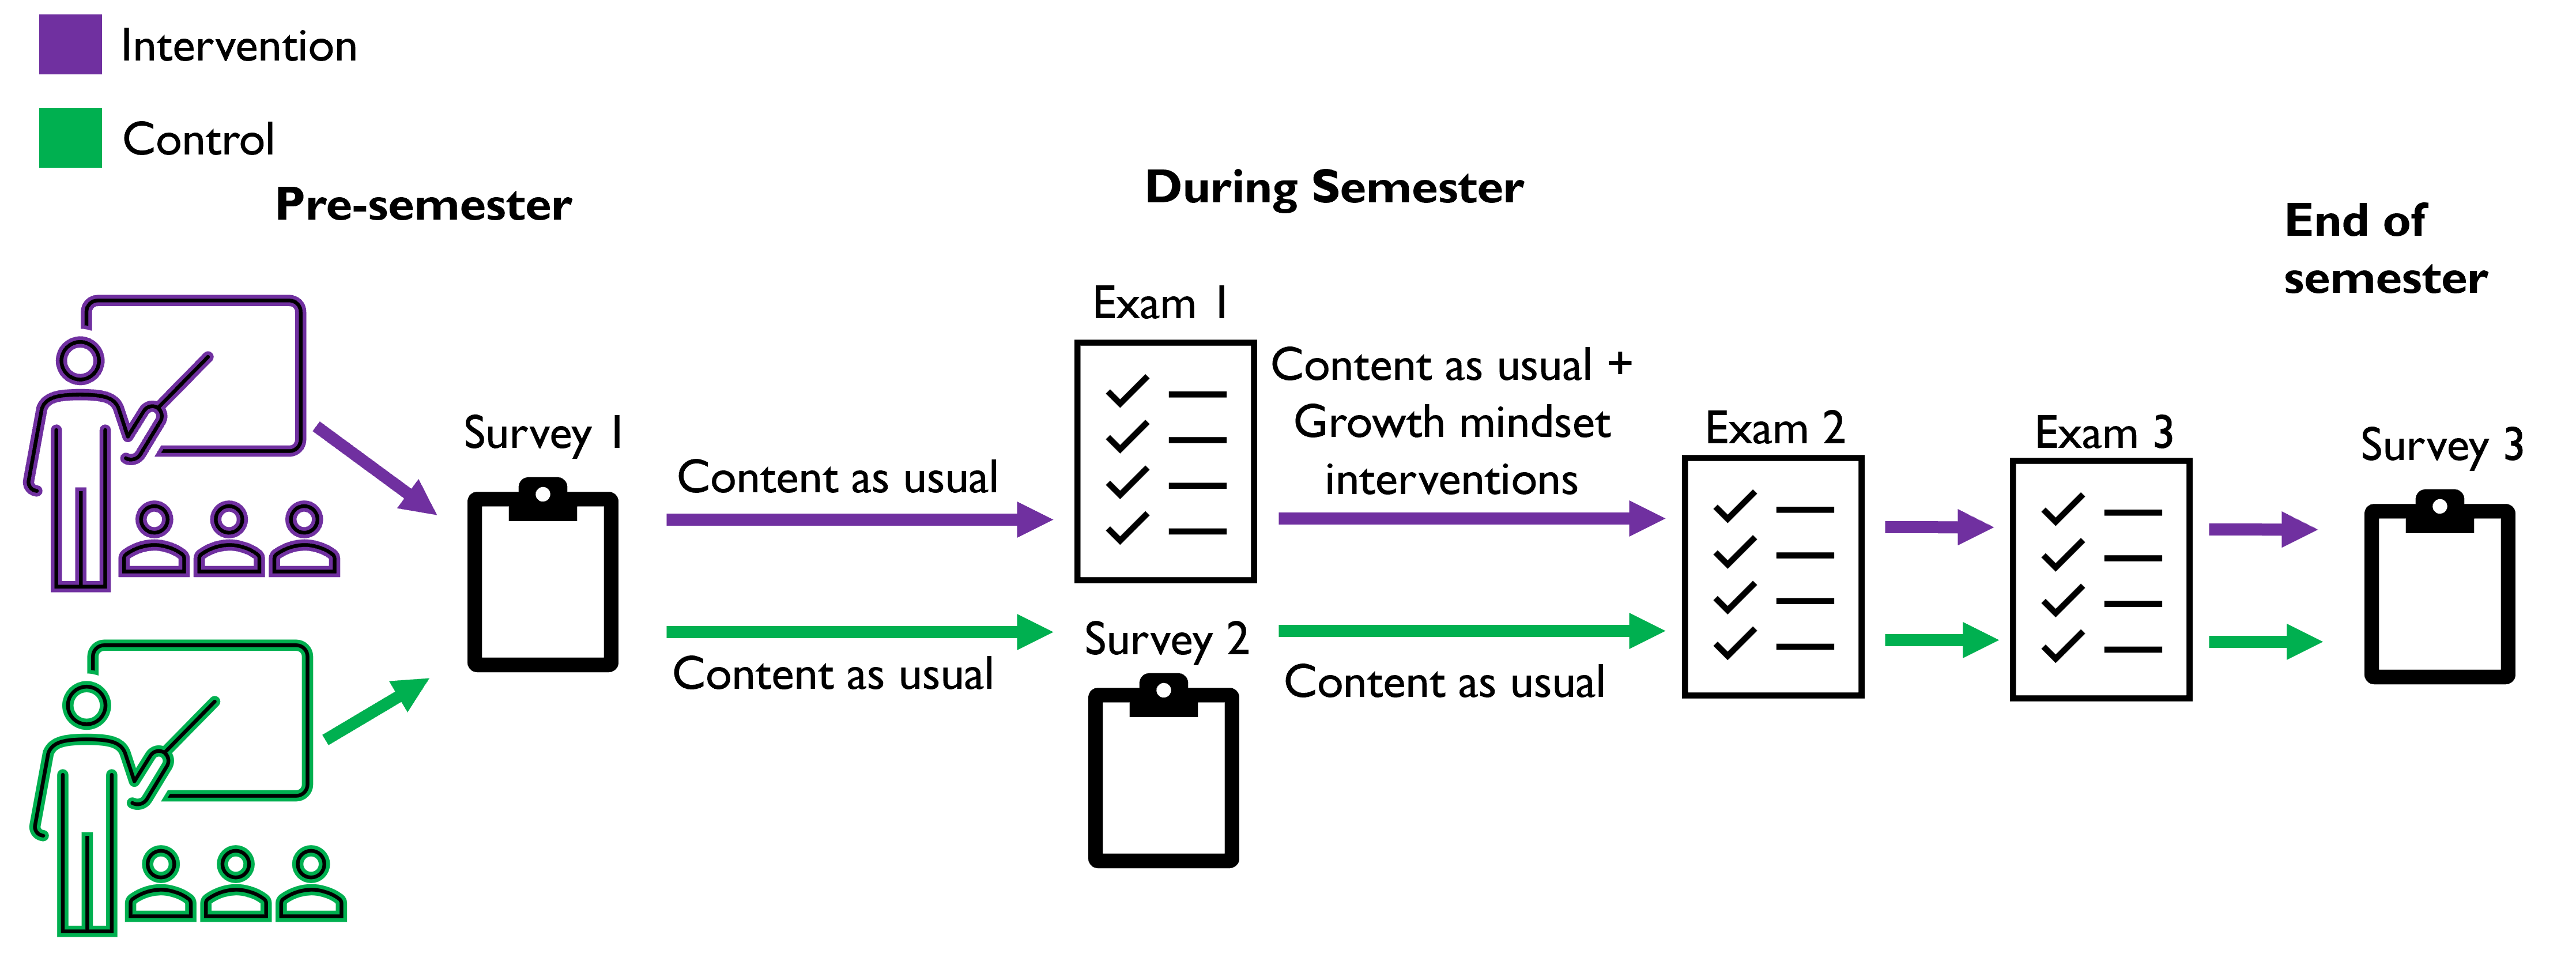 Intervention
Control
Pre-semester
During Semester
End of
semester
Survey 1
Content as usual
Content as usual
Exam 1
Survey 2
Content as usual +
Growth mindset
interventions
Content as usual
Exam 2
Exam 3
Survey 3